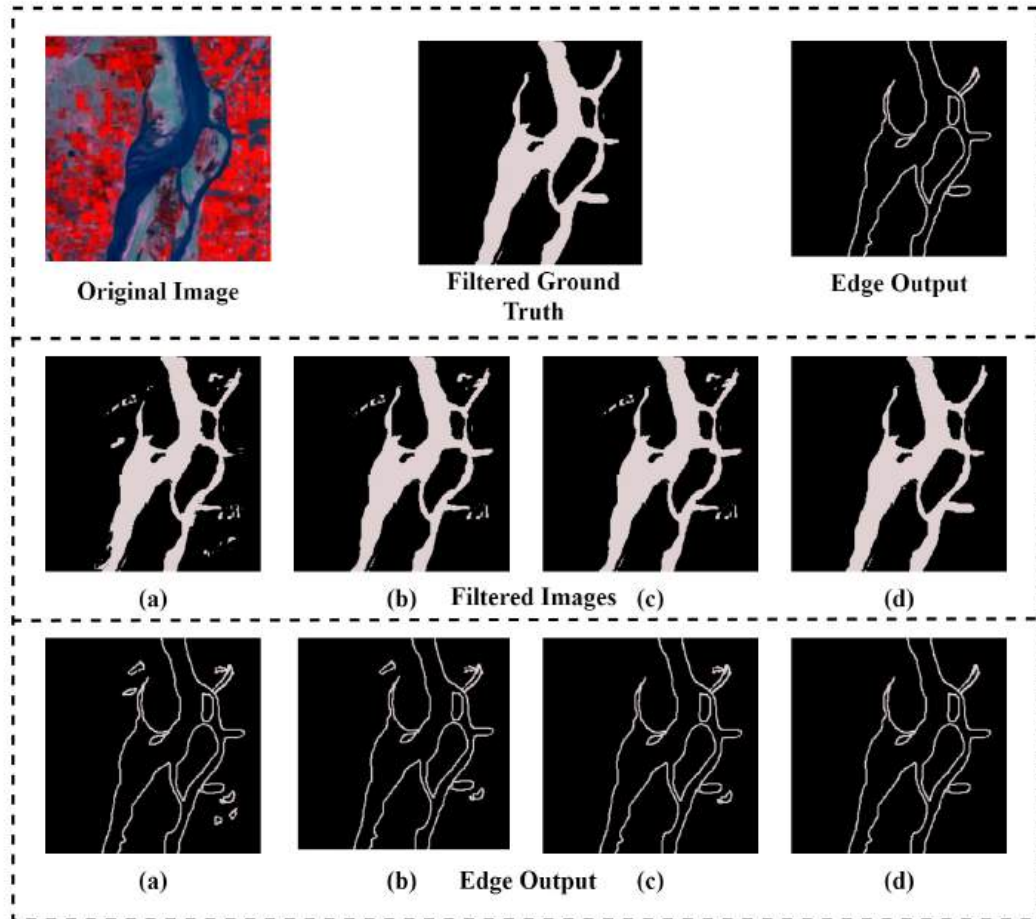 Original Image
Filtered Ground
Truth
Edge Output
(a)
(b)
Filtered Images
(c)
(d)
(a)
(b)
Edge Output
(c)
(d)